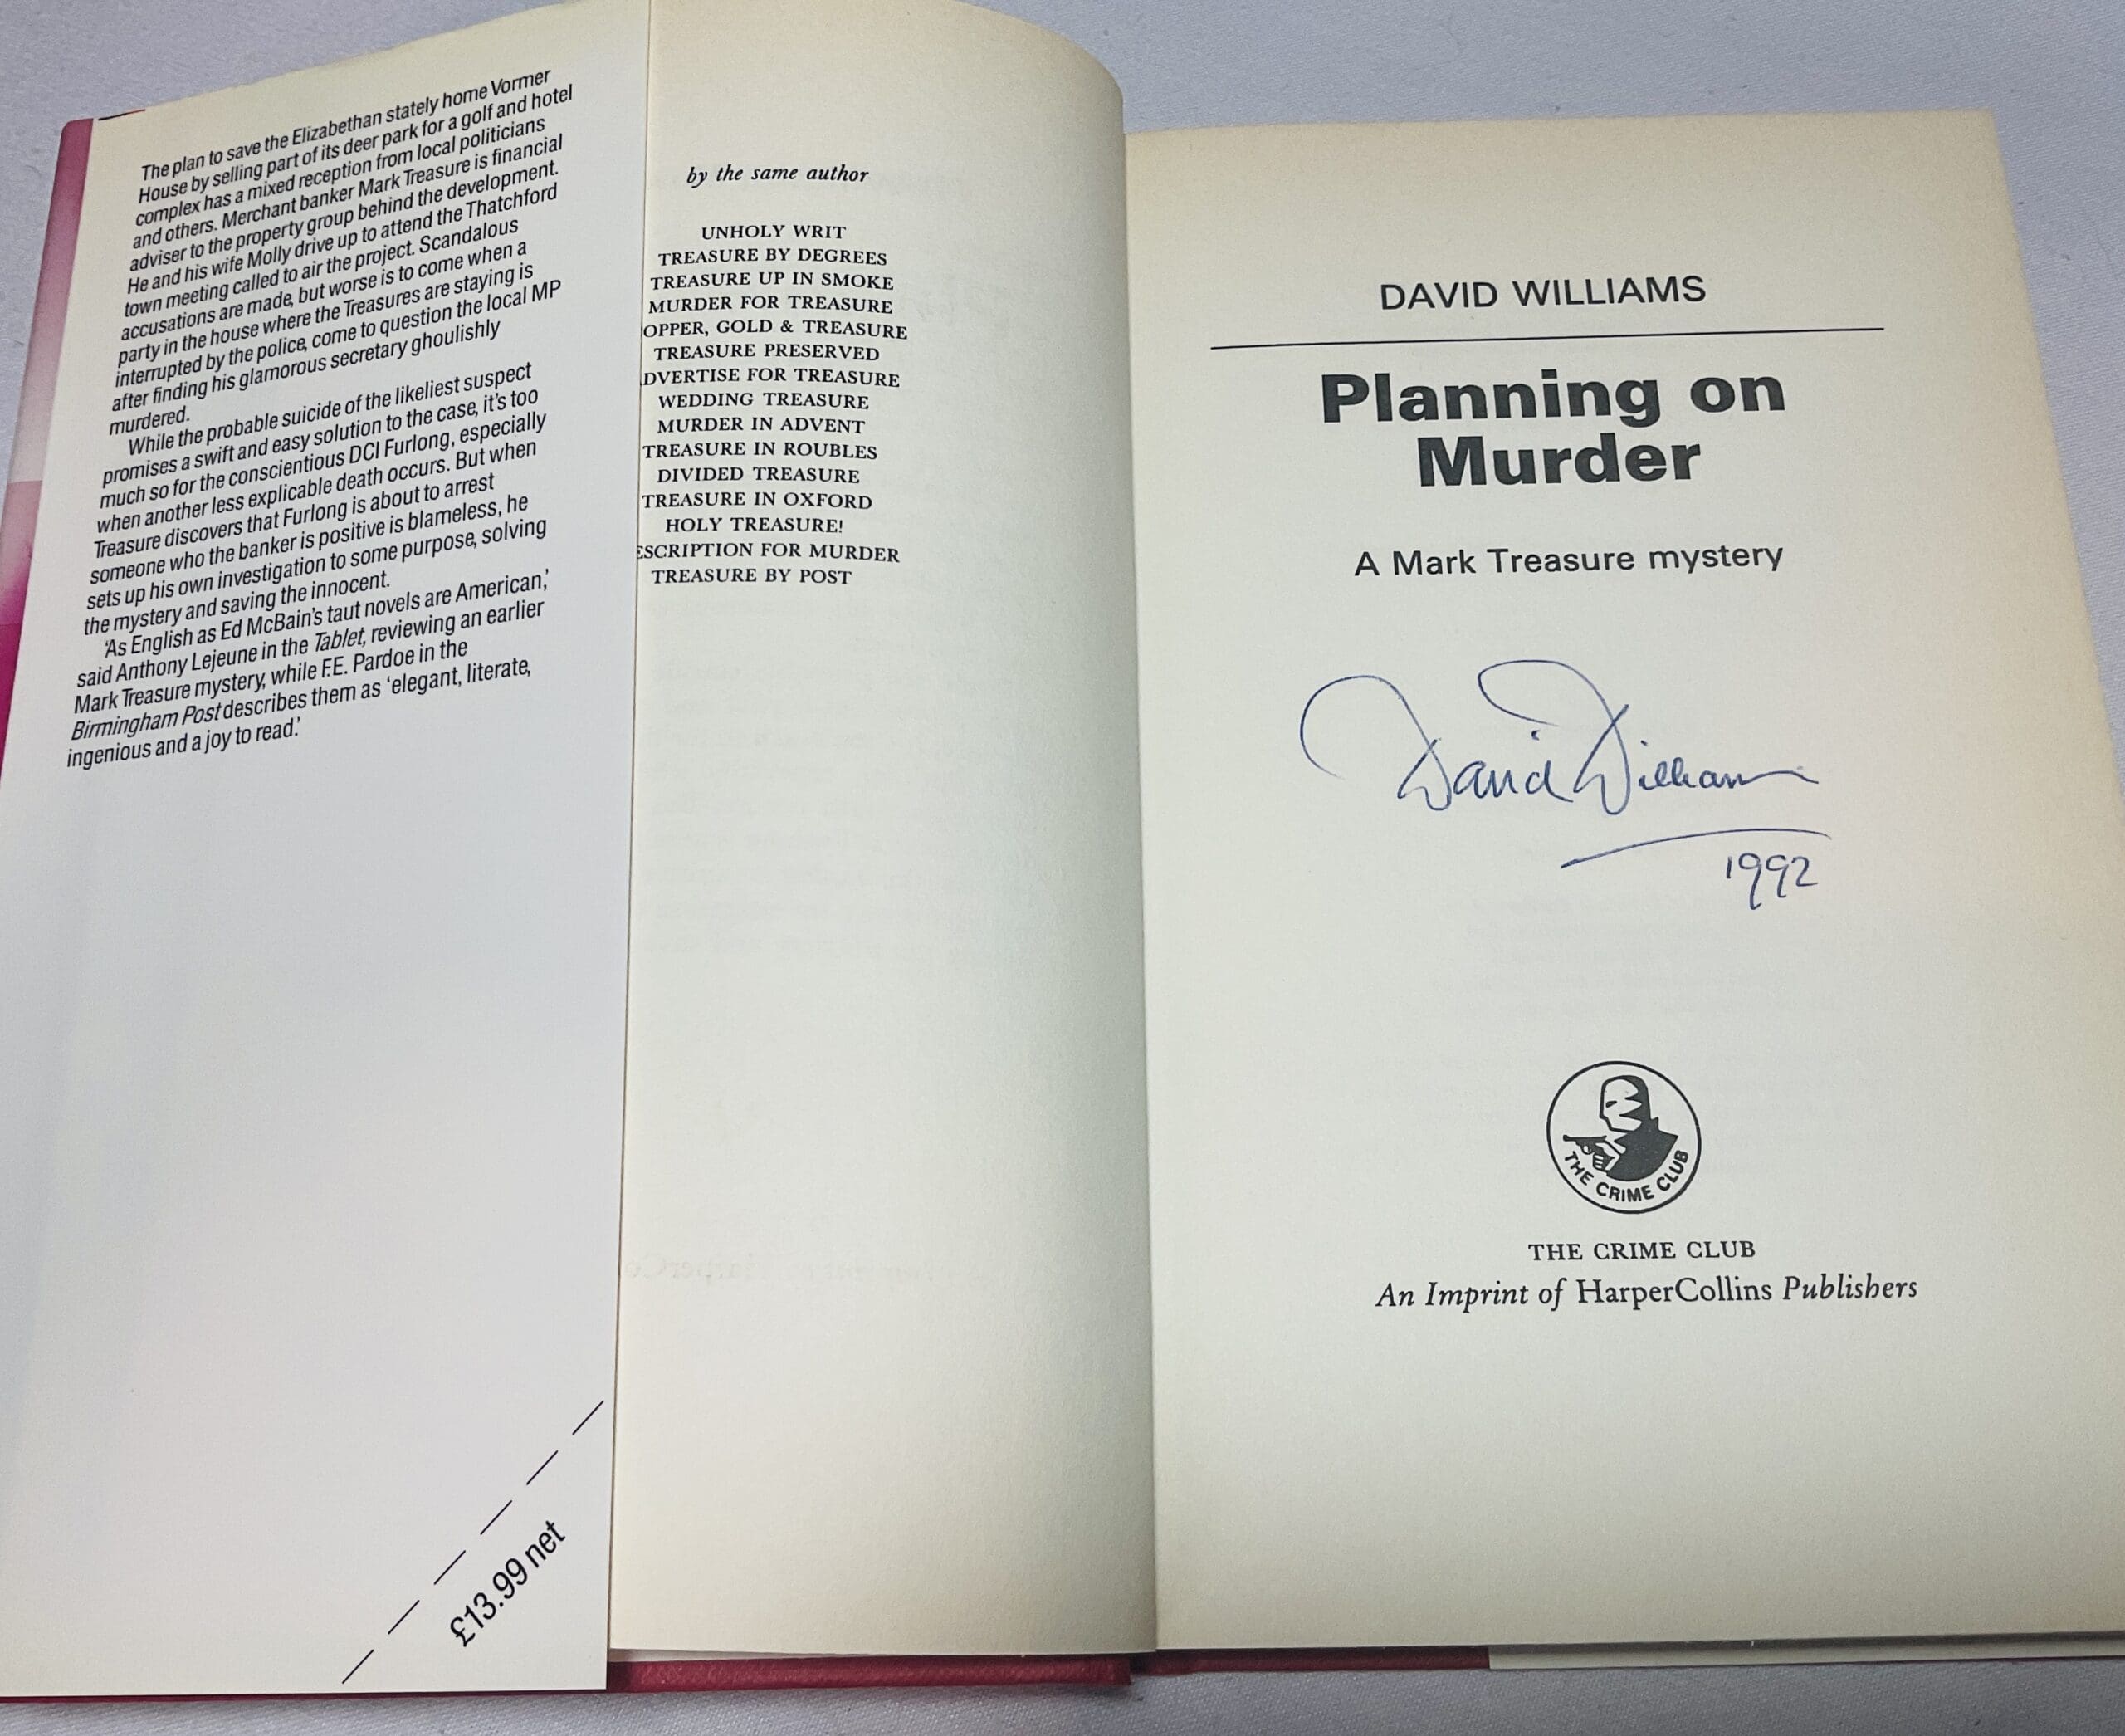 The plan to save the Elizabethan stately home Vormer
House by selling part of its deer park for a golf and hotel
complex has a mixed reception from local politicians
and others. Merchant banker Mark Treasure is financial
adviser to the property group behind the development.
He and his wife Molly drive up to attend the Thatchford
town meeting called to air the project. Scandalous
accusations are made, but worse is to come when a
party in the house where the Treasures are staying is
interrupted by the police, come to question the local MP
after finding his glamorous secretary ghoulishly
murdered.
While the probable suicide of the likeliest suspect
promises a swift and easy solution to the case, it's too
much so for the conscientious DCI Furlong, especially
when another less explicable death occurs. But when
Treasure discovers that Furlong is about to arrest
someone who the banker is positive is blameless, he
sets up his own investigation to some purpose, solving
the mystery and saving the innocent.
'As English as Ed McBain's taut novels are American,'
said Anthony Lejeune in the Tablet, reviewing an earlier
Mark Treasure mystery, while F.E. Pardoe in the
Birmingham Post describes them as 'elegant, literate,
ingenious and a joy to read.'
£13.99 net
by the same author
UNHOLY WRIT
TREASURE BY DEGREES
TREASURE UP IN SMOKE
MURDER FOR TREASURE
OPPER, GOLD & TREASURE
TREASURE PRESERVED
DVERTISE FOR TREASURE
WEDDING TREASURE
MURDER IN ADVENT
TREASURE IN ROUBLES
DIVIDED TREASURE
TREASURE IN OXFORD
HOLY TREASURE!
ESCRIPTION FOR MURDER
TREASURE BY POST
DAVID WILLIAMS
Planning on
Murder
A Mark Treasure mystery
David Williams
1992
THE CRIME CLUB
THE CRIME CLUB
An Imprint of HarperCollins Publishers